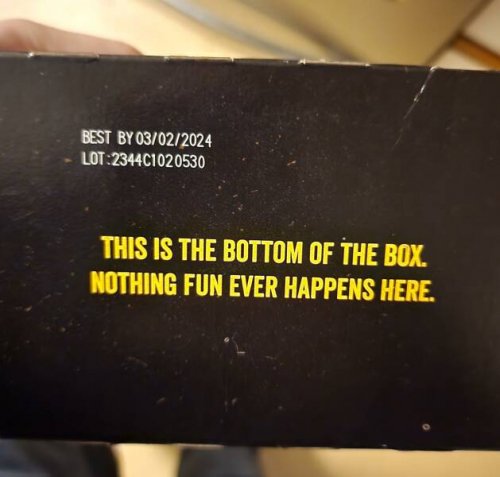 BEST BY 03/02/2024
LOT:2344C1020530
THIS IS THE BOTTOM OF THE BOX.
NOTHING FUN EVER HAPPENS HERE.